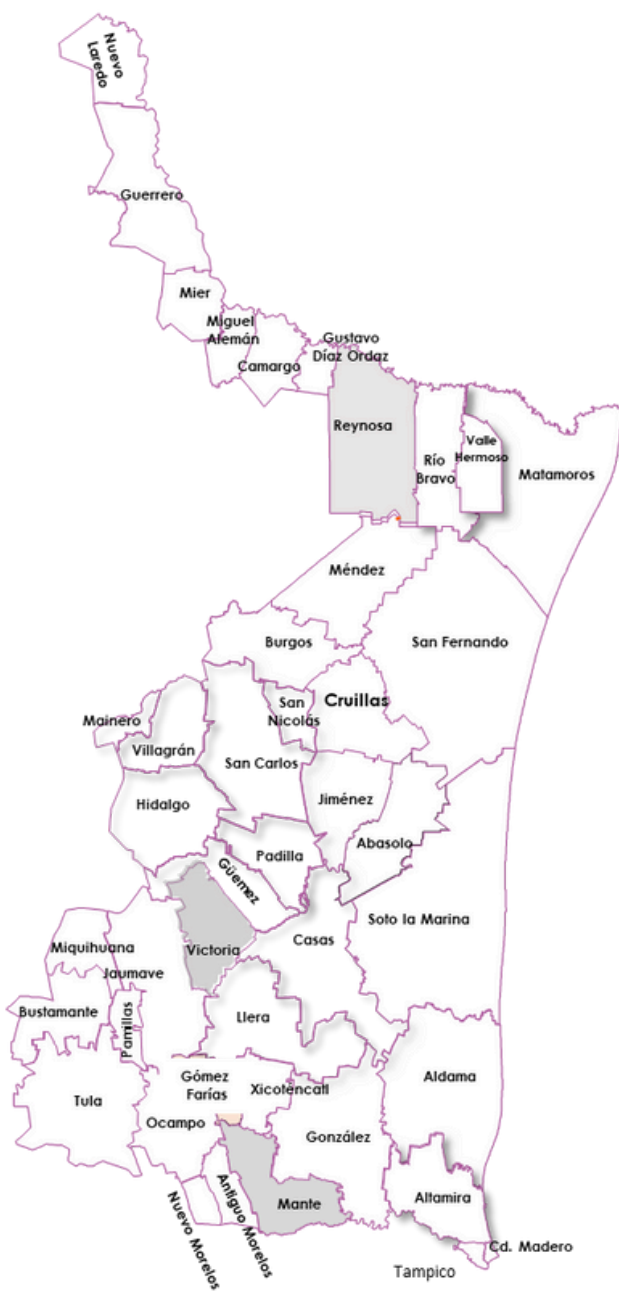 Nuevo
Laredo
Guerrero
Mier
Miguel
Alemán
Camargo
Gustavo
Díaz Ordaz
Reynosa
Río
Bravo
Valle
Hermoso
Matamoros
Méndez
Burgos
San Fernando
Cruillas
San
Nicolás
Mainero
Villagrán
San Carlos
Hidalgo
Jiménez
Abasolo
Padilla
Güemez
Soto la Marina
Victoria
Casas
Miquihuana
Jaumave
Bustamante
Pamillas
Llera
Tula
Gómez
Farías
Xicotencatl
Aldama
Ocampo
González
Mante
Altamira
Antiguo Morelos
Nuevo Morelos
Cd. Madero
Tampico